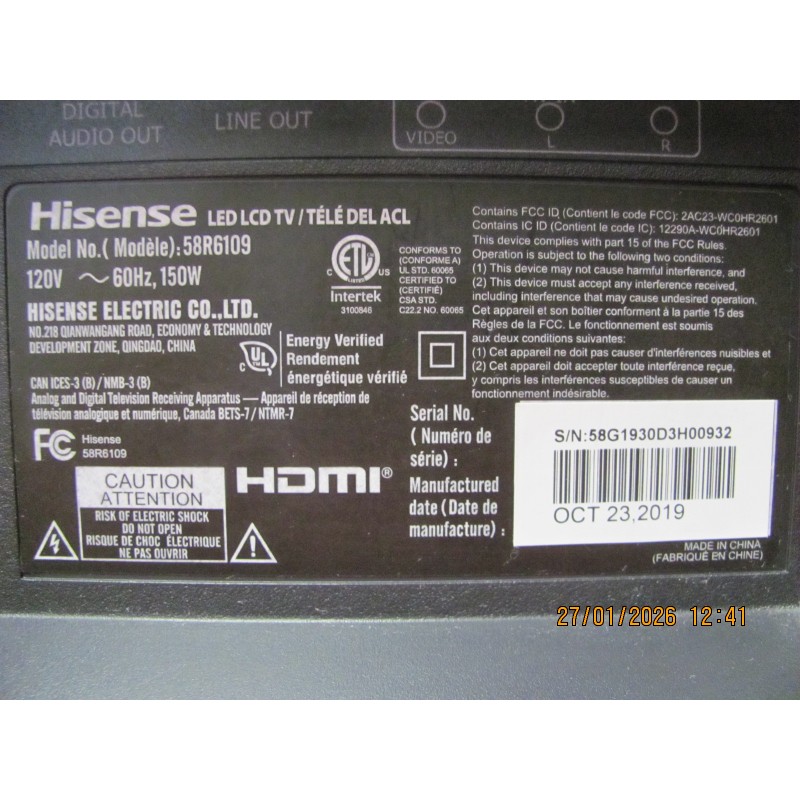 DIGITAL
AUDIO OUT
LINE OUT
VIDEO
L
R
Hisense LED LCD TV / TÉLÉ DEL ACL
Model No.( Modèle):58R6109
120V ～60Hz, 150W
HISENSE ELECTRIC CO.,LTD.
NO.218 QIANWANGANG ROAD, ECONOMY & TECHNOLOGY
DEVELOPMENT ZONE, QINGDAO, CHINA
CAN ICES-3 (B) / NMB-3 (B)
Analog and Digital Television Receiving Apparatus — Appareil de réception de
télévision analogique et numérique, Canada BETS-7 / NTMR-7
FC Hisense
58R6109
CAUTION
ATTENTION
RISK OF ELECTRIC SHOCK
DO NOT OPEN
RISQUE DE CHOC ÉLECTRIQUE
NE PAS OUVRIR
ETL
LISTED
C US
Intertek
3100846
CONFORMS TO
(CONFORME A)
UL STD. 60065
CERTIFIED TO
(CERTIFIÉ)
CSA STD.
C22.2 NO. 60065
C UL
Energy Verified
Rendement
énergétique vérifié
HDMI®
Contains FCC ID (Contient le code FCC): 2AC23-WC0HR2601
Contains IC ID (Contient le code IC): 12290A-WC0HR2601
This device complies with part 15 of the FCC Rules.
Operation is subject to the following two conditions:
(1) This device may not cause harmful interference, and
(2) This device must accept any interference received,
including interference that may cause undesired operation.
Cet appareil et son boîtier conforment à la partie 15 des
Règles de la FCC. Le fonctionnement est soumis
aux deux conditions suivantes:
(1) Cet appareil ne doit pas causer d'interférences nuisibles et
(2) Cet appareil doit accepter toute interférence reçue,
y compris les interférences susceptibles de causer un
fonctionnement indésirable.
Serial No.
( Numéro de
série) :
Manufactured
date (Date de
manufacture) :
S/N:58G1930D3H00932
OCT 23,2019
MADE IN CHINA
(FABRIQUÉ EN CHINE)
27/01/2026 12:41